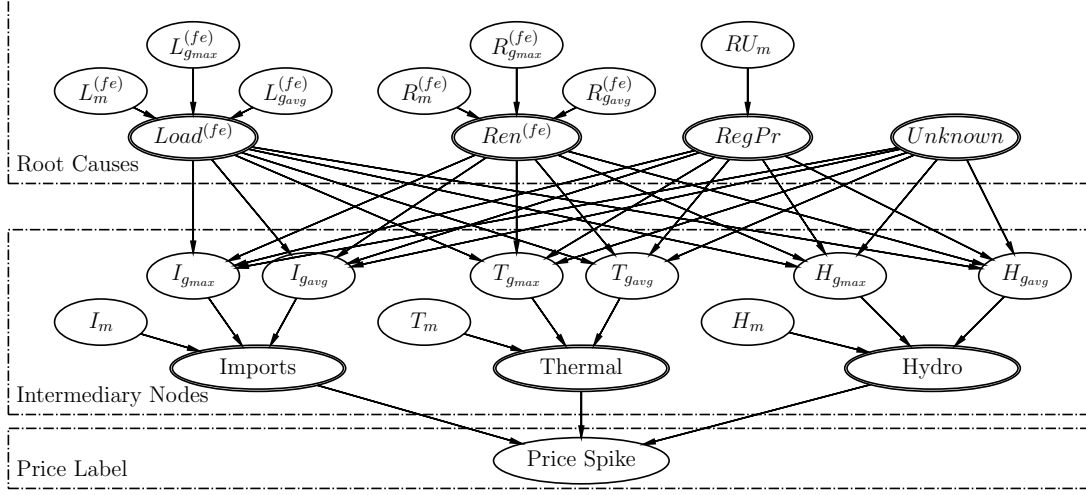 L_{g_{max}}^{(fe)} R_{g_{max}}^{(fe)} RU_m
L_m^{(fe)} L_{g_{avg}}^{(fe)} R_m^{(fe)} R_{g_{avg}}^{(fe)}
Load^{(fe)} Ren^{(fe)} RegPr Unknown
Root Causes
I_{g_{max}} I_{g_{avg}} T_{g_{max}} T_{g_{avg}} H_{g_{max}} H_{g_{avg}}
I_m T_m H_m
Imports Thermal Hydro
Intermediary Nodes
Price Spike
Price Label